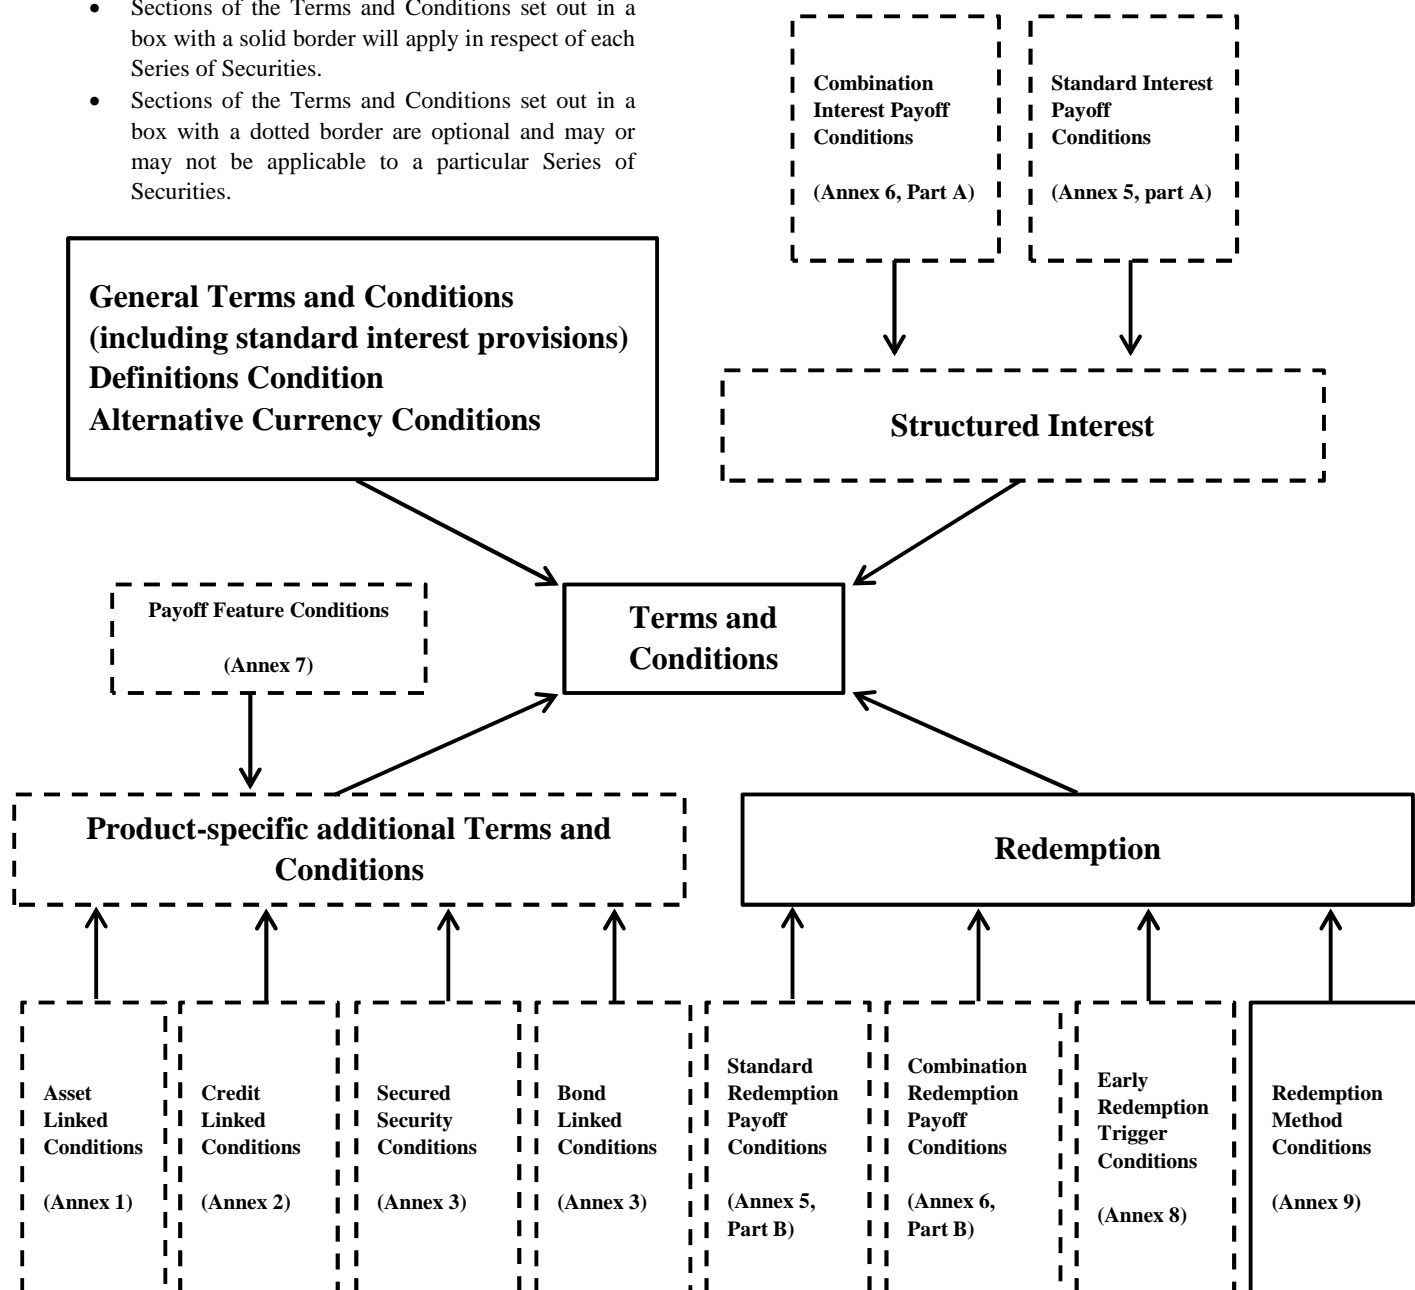 • Sections of the Terms and Conditions set out in a
box with a solid border will apply in respect of each
Series of Securities.
• Sections of the Terms and Conditions set out in a
box with a dotted border are optional and may or
may not be applicable to a particular Series of
Securities.
Combination
Interest Payoff
Conditions
(Annex 6, Part A)
Standard Interest
Payoff
Conditions
(Annex 5, part A)
General Terms and Conditions
(including standard interest provisions)
Definitions Condition
Alternative Currency Conditions
Structured Interest
Payoff Feature Conditions
(Annex 7)
Terms and
Conditions
Product-specific additional Terms and
Conditions
Redemption
Asset
Linked
Conditions
(Annex 1)
Credit
Linked
Conditions
(Annex 2)
Secured
Security
Conditions
(Annex 3)
Bond
Linked
Conditions
(Annex 3)
Standard
Redemption
Payoff
Conditions
(Annex 5,
Part B)
Combination
Redemption
Payoff
Conditions
(Annex 6,
Part B)
Early
Redemption
Trigger
Conditions
(Annex 8)
Redemption
Method
Conditions
(Annex 9)